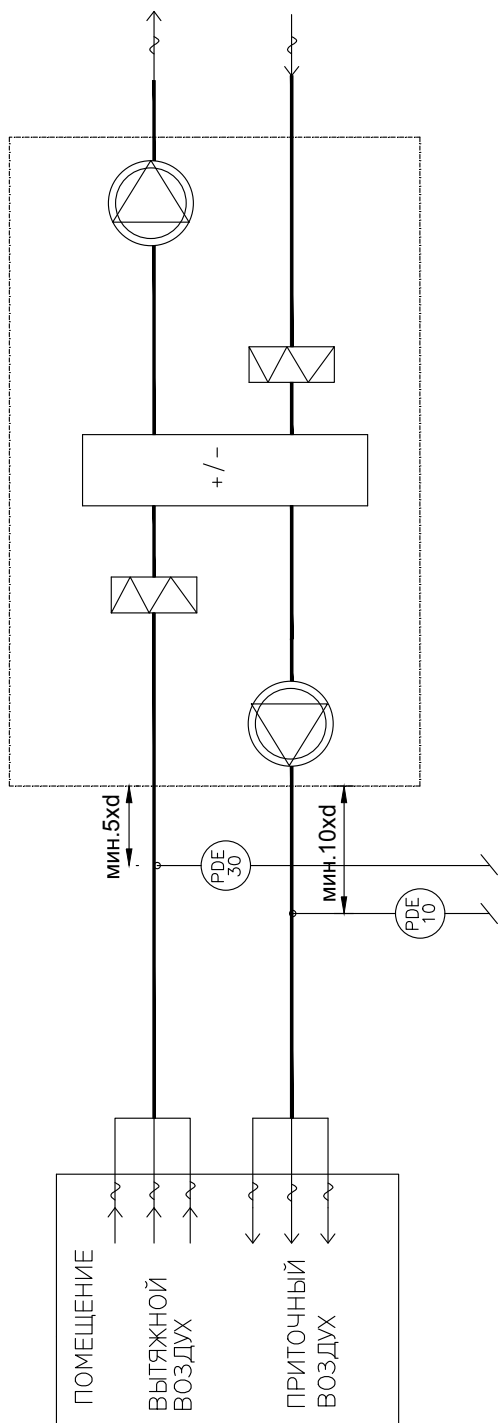 +/-
мин.5xd
PDE
30
мин.10xd
PDE
10
ПОМЕЩЕНИЕ
ВЫТЯЖНОЙ
ВОЗДУХ
ПРИТОЧНЫЙ
ВОЗДУХ